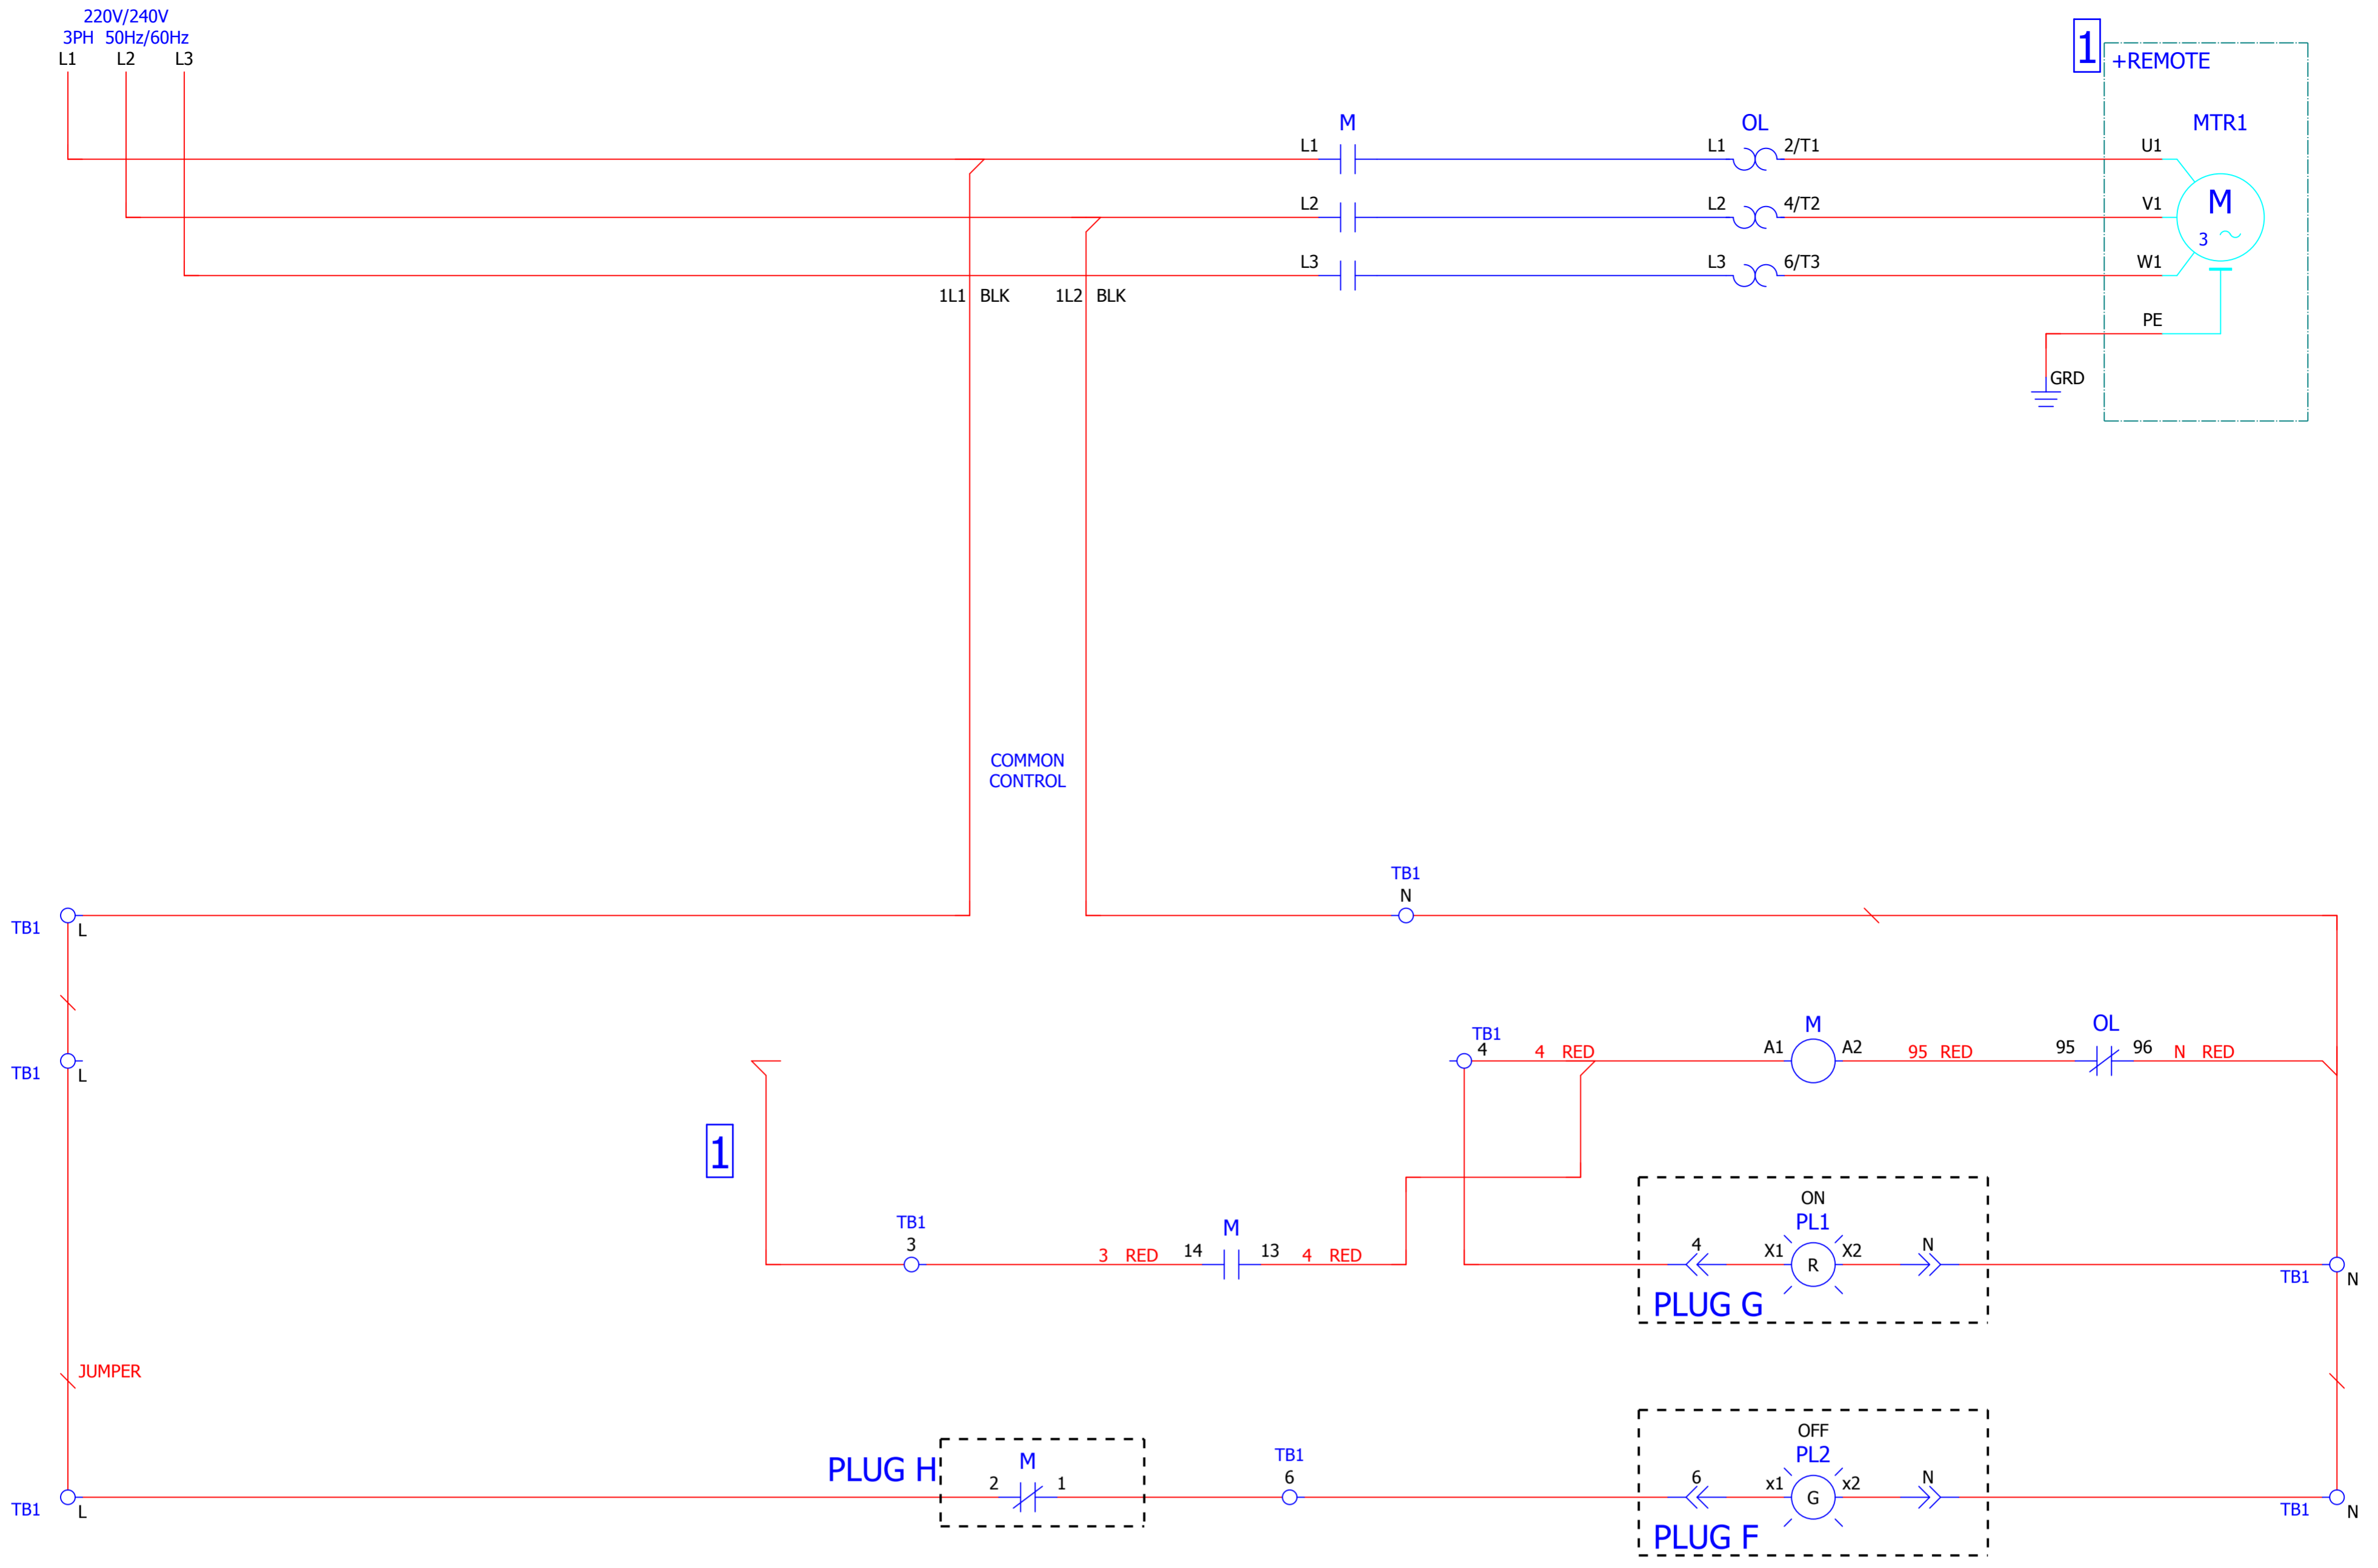 220V/240V
3PH 50Hz/60Hz
L1 L2 L3
1
+REMOTE
M OL MTR1
L1 L1 2/T1 U1
L2 L2 4/T2 V1
M
3
L3 L3 6/T3 W1
1L1 BLK 1L2 BLK
PE
GRD
COMMON
CONTROL
TB1
N
TB1 L
TB1
4
4 RED
M
A1 A2
95 RED
OL
95 96
N RED
TB1 L
1
ON
PL1
TB1
3
3 RED
M
14 13
4 RED
4 X1 R X2 N
TB1 N
PLUG G
JUMPER
OFF
PL2
PLUG H
M
2 1
TB1
6
6 x1 G x2 N
TB1 L
TB1 N
PLUG F